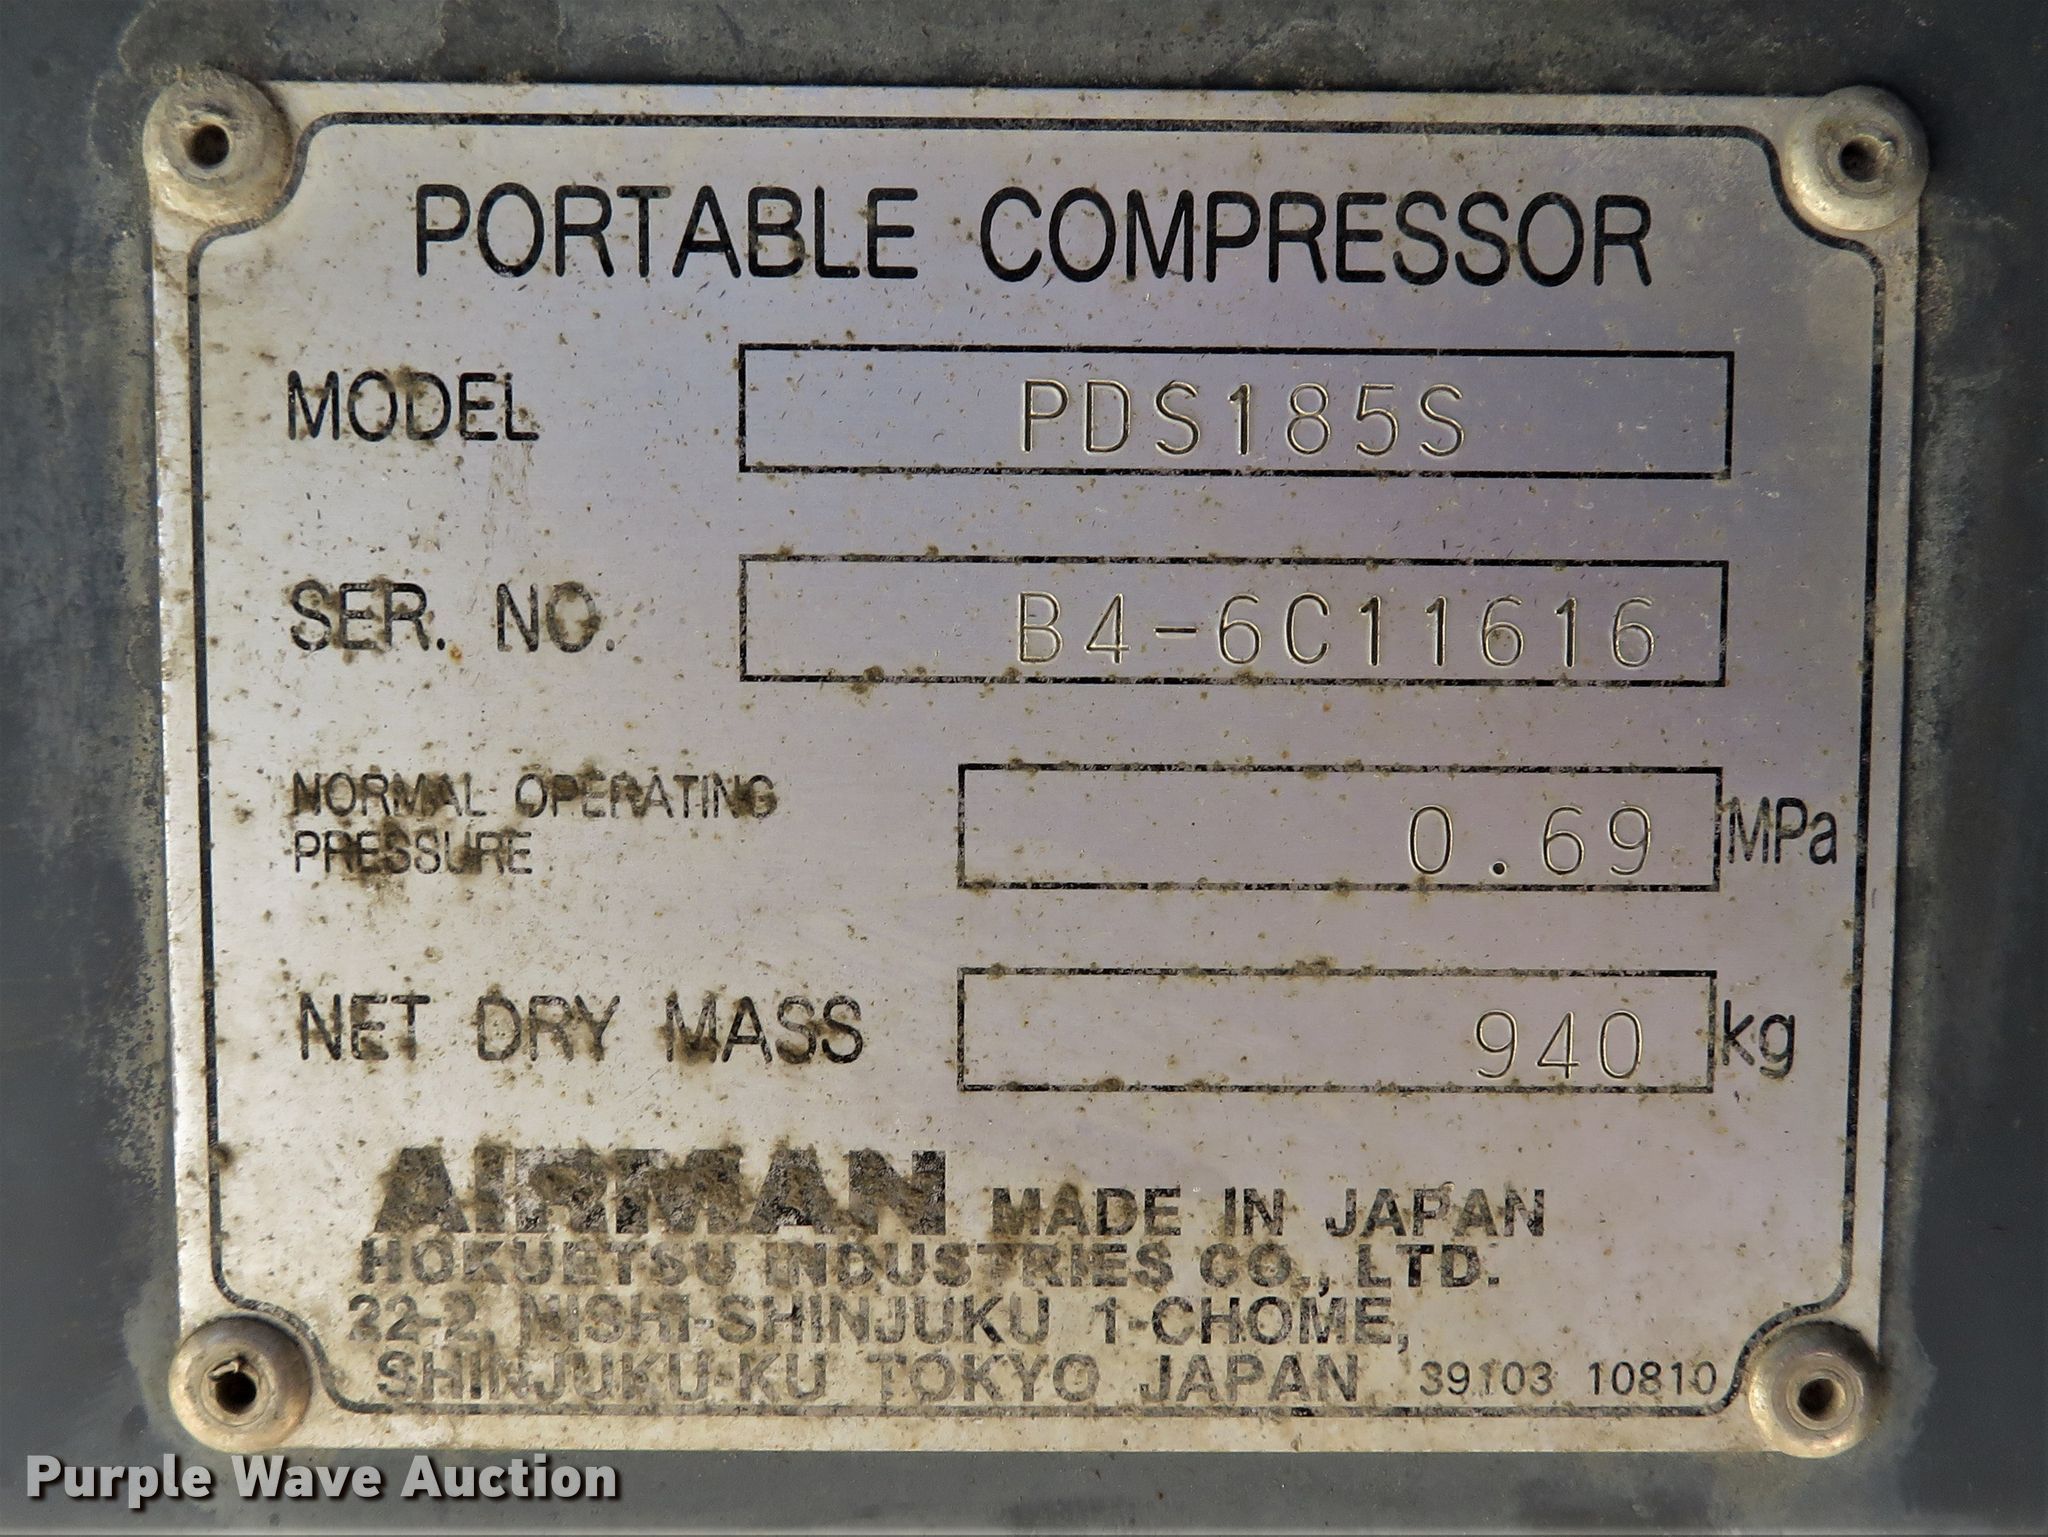 PORTABLE COMPRESSOR
MODEL PDS185S
SER. NO. B4-6C11616
NORMAL OPERATING
PRESSURE 0.69 MPa
NET DRY MASS 940 kg
AIRMAN MADE IN JAPAN
HOKUETSU INDUSTRIES CO., LTD.
22-2, NISHI-SHINJUKU 1-CHOME,
SHINJUKU-KU TOKYO JAPAN 39103 10810
Purple Wave Auction